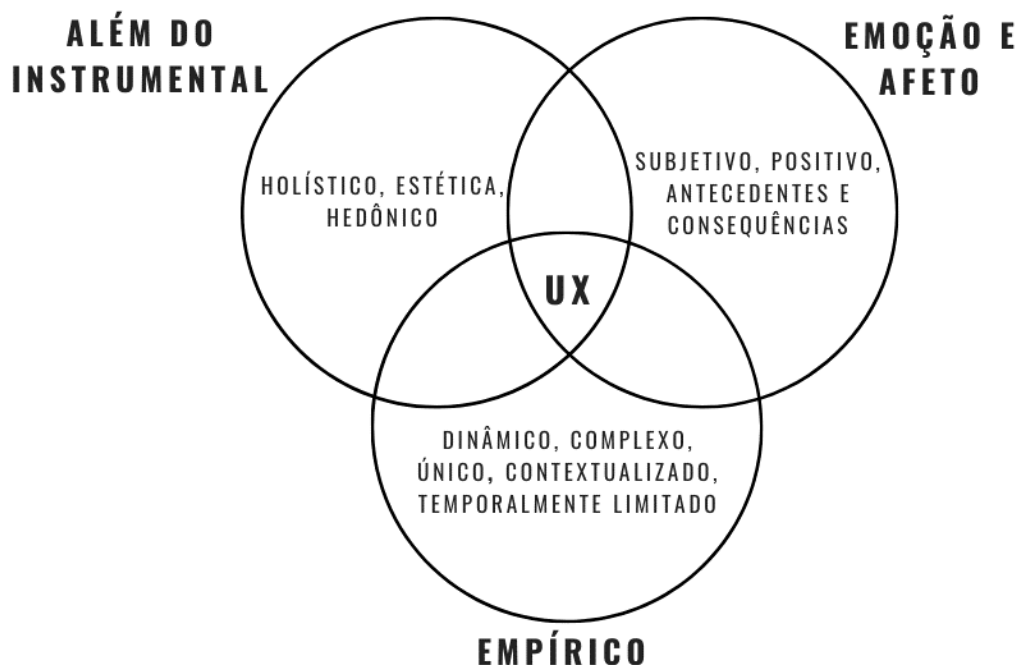 ALÉM DO
INSTRUMENTAL
EMOÇÃO E
AFETO
HOLÍSTICO, ESTÉTICA,
HEDÔNICO
SUBJETIVO, POSITIVO,
ANTECEDENTES E
CONSEQUÊNCIAS
UX
DINÂMICO, COMPLEXO,
ÚNICO, CONTEXTUALIZADO,
TEMPORALMENTE LIMITADO
EMPÍRICO